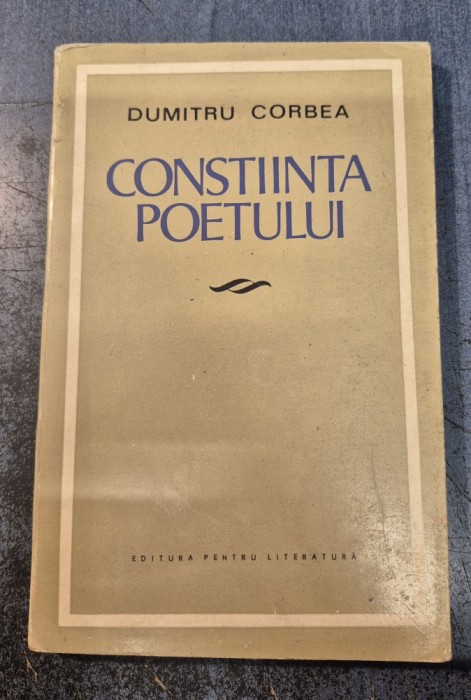 DUMITRU CORBEA
CONSTIINTA
POETULUI
EDITURA PENTRU LITERATURĂ